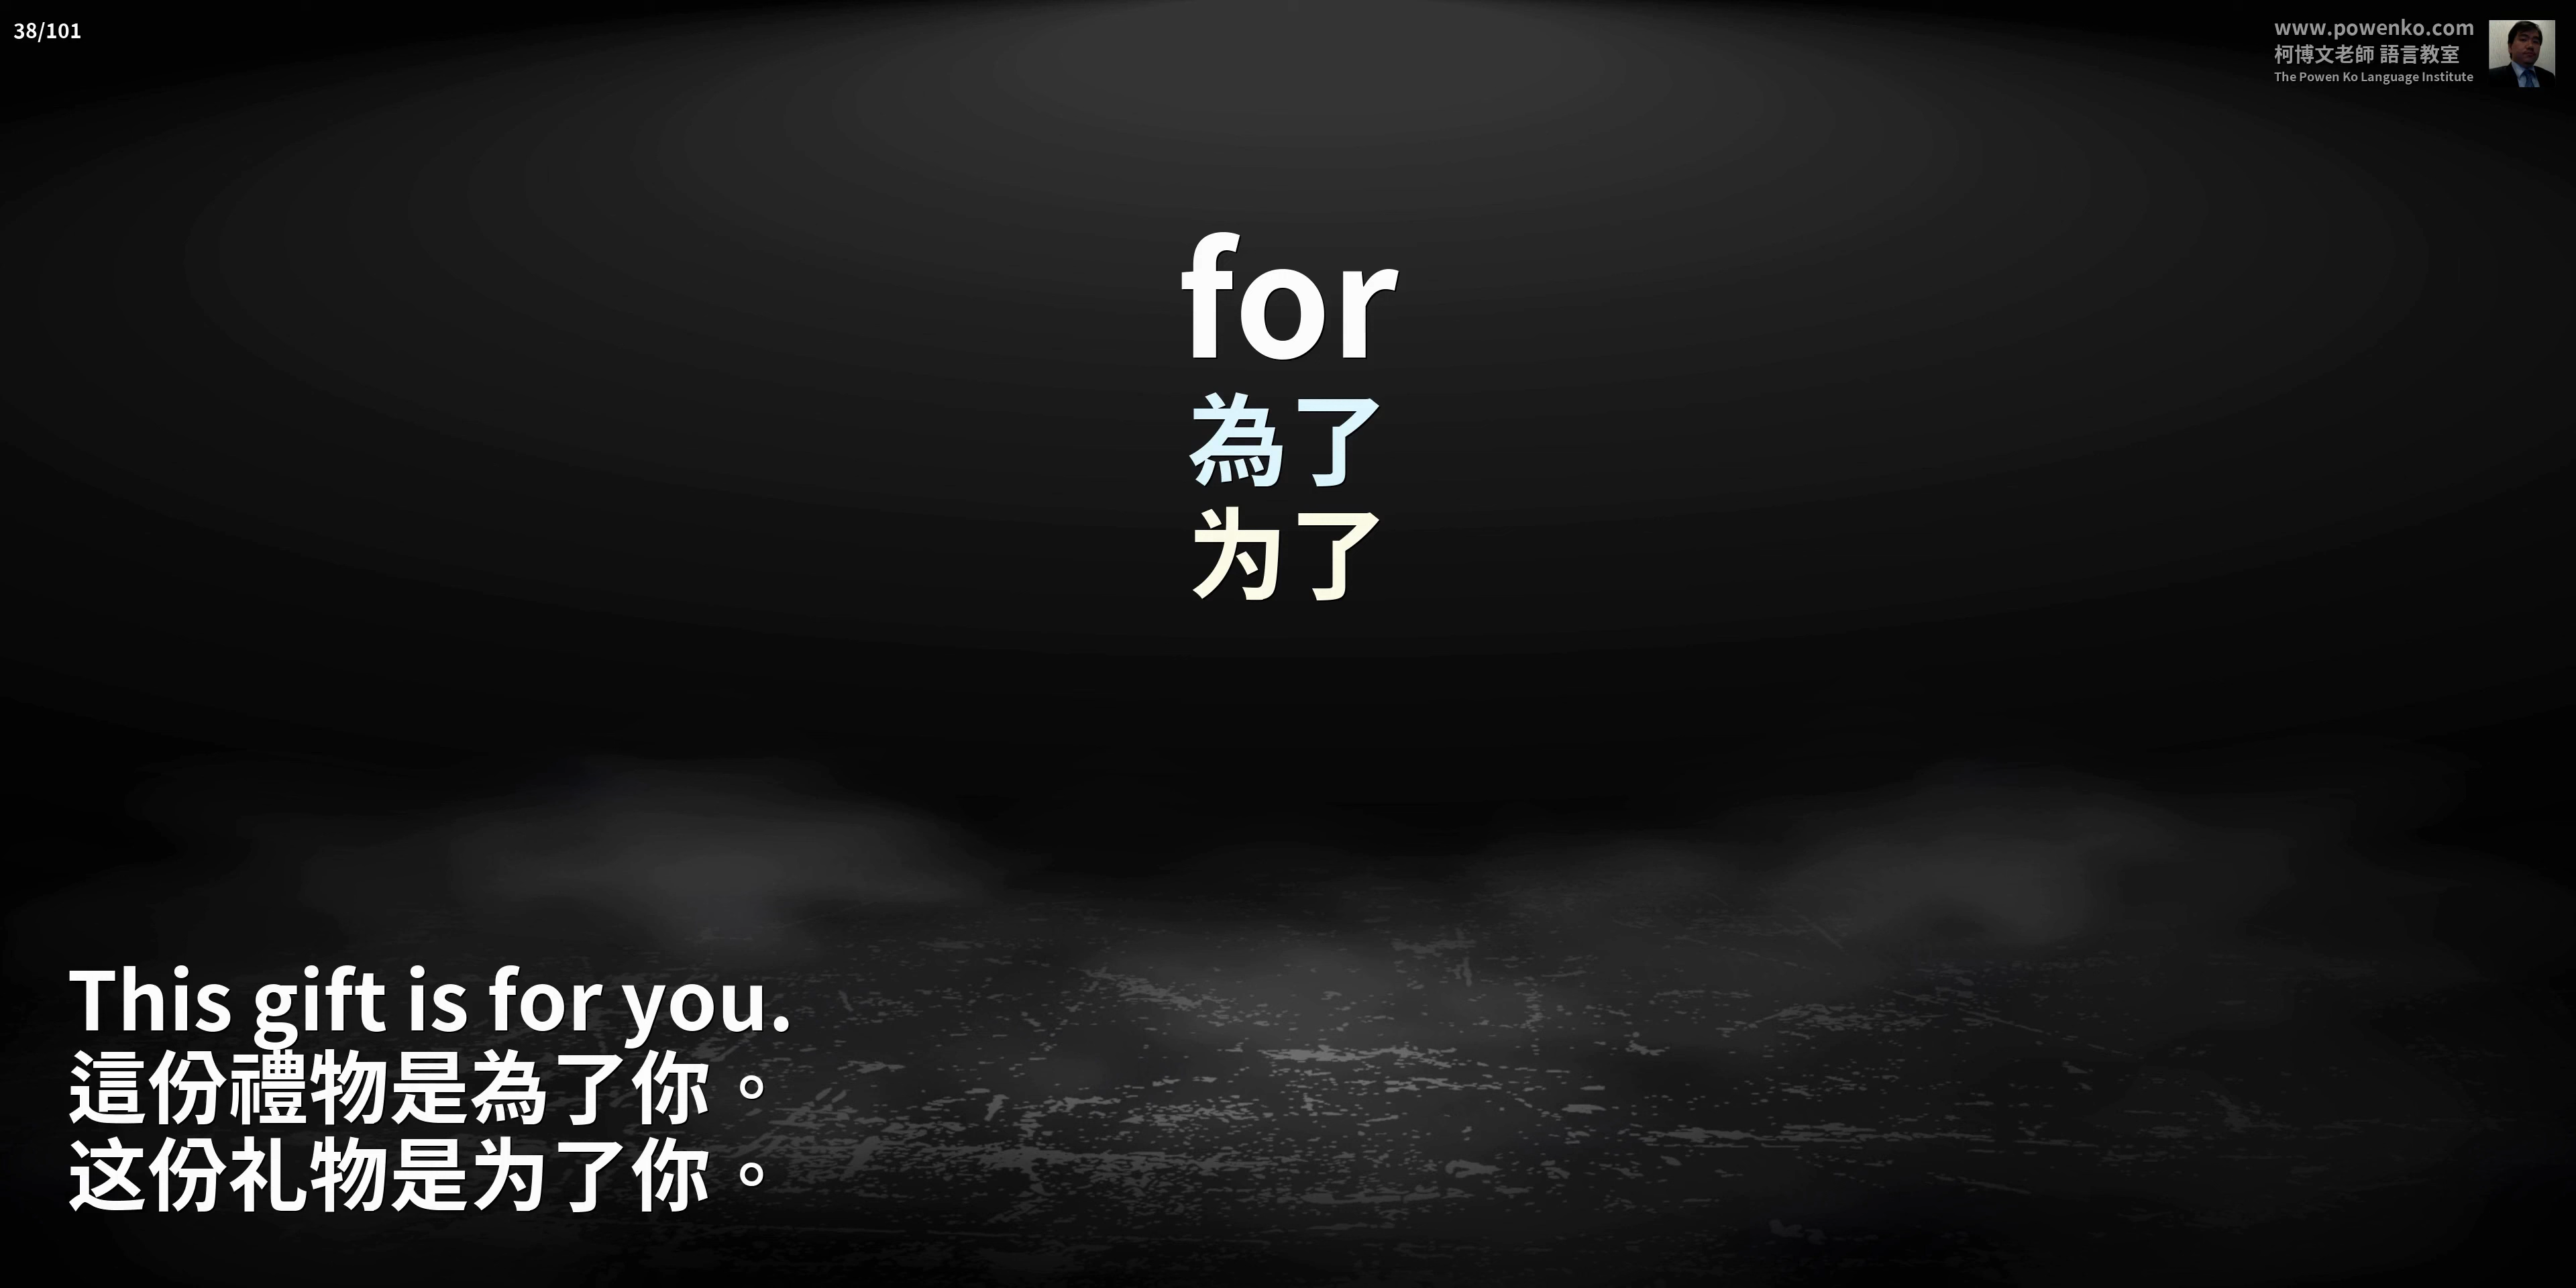 38/101
www.powenko.com
柯博文老師 語言教室
The Powen Ko Language Institute
for
為了
为了
This gift is for you.
這份禮物是為了你。
这份礼物是为了你。